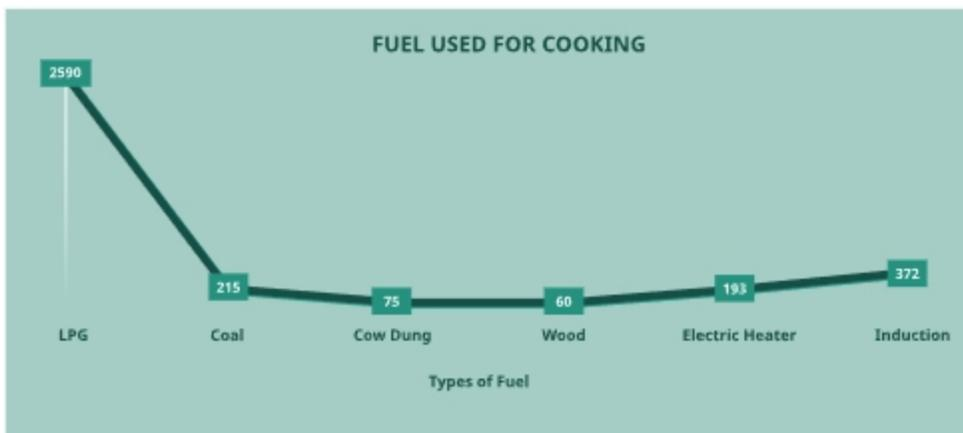 FUEL USED FOR COOKING
2590
215
75
60
193
372
LPG
Coal
Cow Dung
Wood
Electric Heater
Induction
Types of Fuel